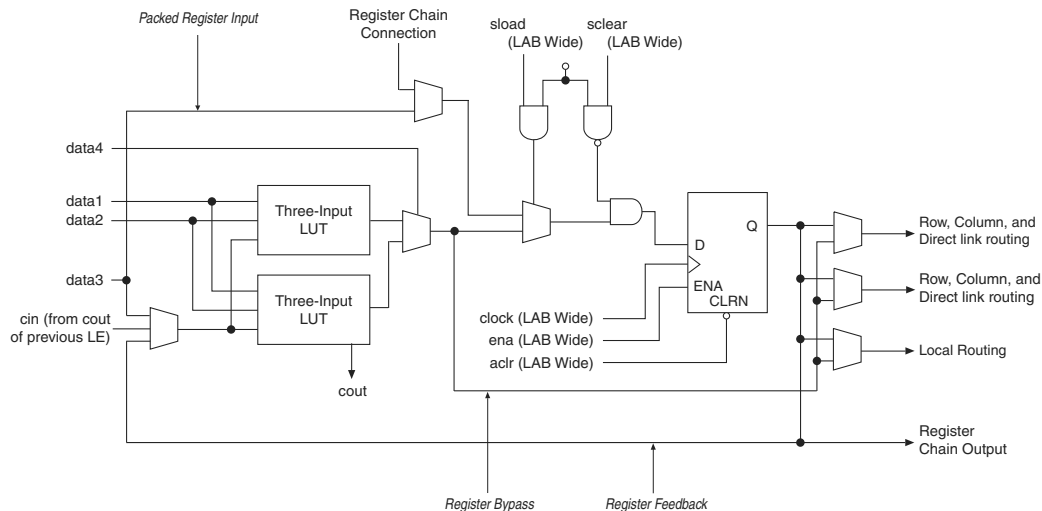 Packed Register Input
Register Chain
Connection
sload
(LAB Wide)
sclear
(LAB Wide)
data4
data1
data2
Three-Input
LUT
data3
Three-Input
LUT
cin (from cout
of previous LE)
cout
Q
D
ENA
CLRN
clock (LAB Wide)
ena (LAB Wide)
aclr (LAB Wide)
Row, Column, and
Direct link routing
Row, Column, and
Direct link routing
Local Routing
Register
Chain Output
Register Bypass
Register Feedback